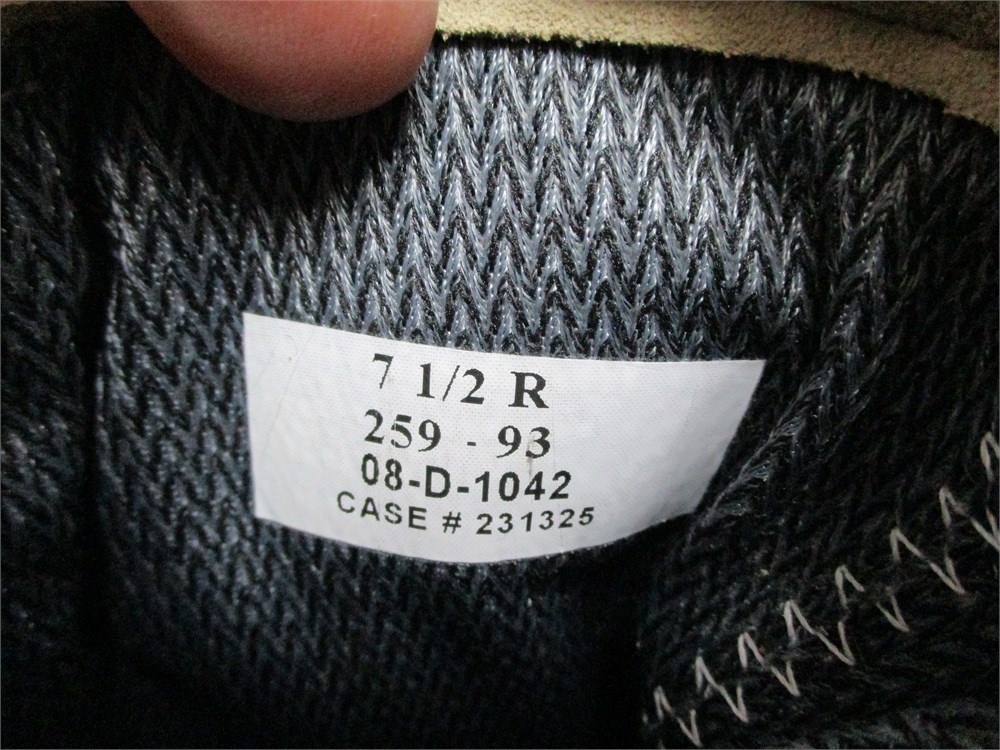 7 1/2 R
259 - 93
08-D-1042
CASE # 231325